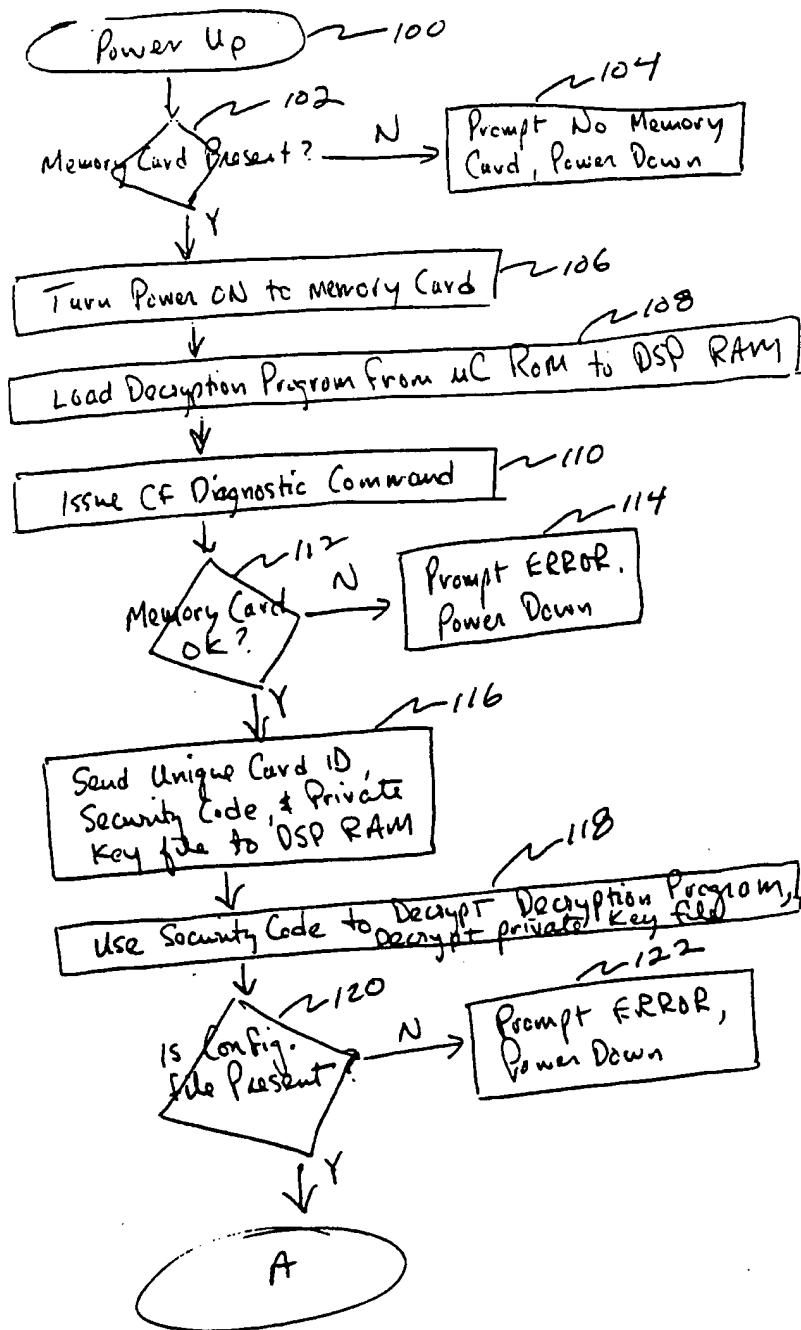 Power Up
100
102
Memory Card Present?
N
104
Prompt No Memory
Card, Power Down
Y
Turn Power ON to Memory Card
106
108
Load Decryption Program From uC ROM to DSP RAM
Issue CF Diagnostic Command
110
112
Memory Card
OK?
N
114
Prompt ERROR.
Power Down
Y
116
Send Unique Card ID,
Security Code, & Private
Key file to DSP RAM
118
Use Security Code to Decrypt Decryption Program,
Decrypt private Key file
120
Is Config.
file Present?
N
122
Prompt ERROR,
Power Down
Y
A